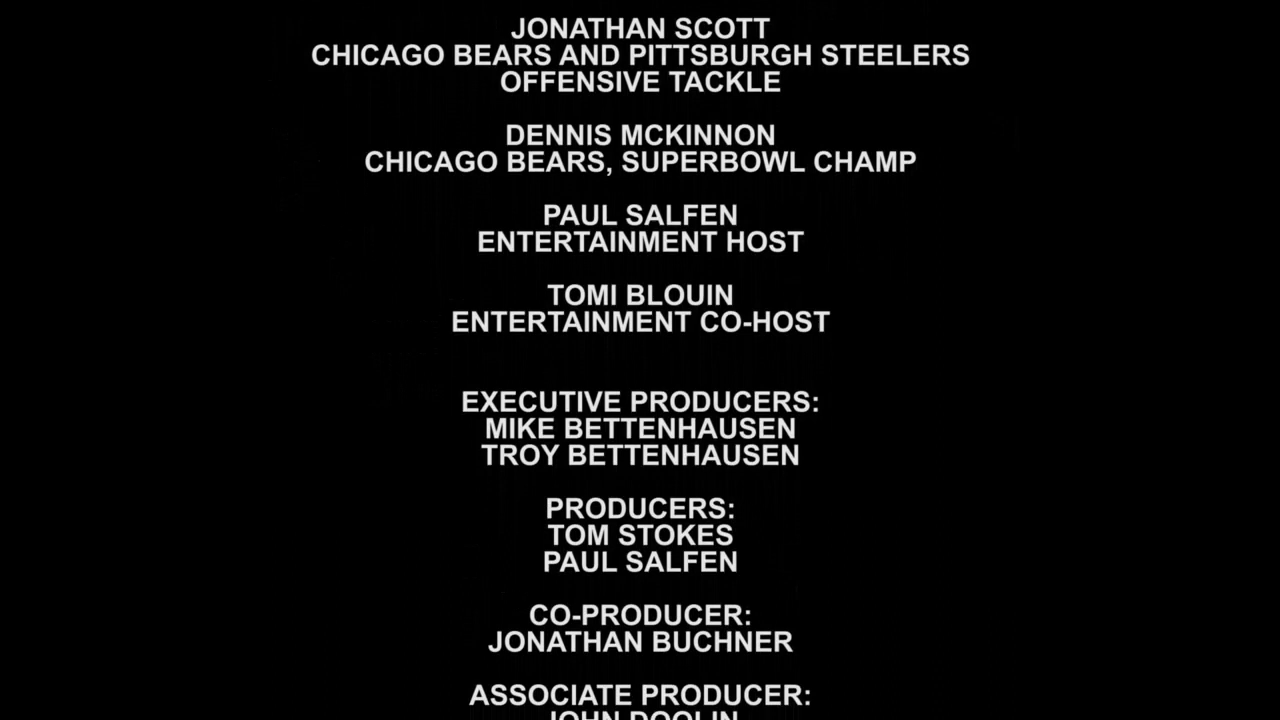 JONATHAN SCOTT
CHICAGO BEARS AND PITTSBURGH STEELERS
OFFENSIVE TACKLE
DENNIS MCKINNON
CHICAGO BEARS, SUPERBOWL CHAMP
PAUL SALFEN
ENTERTAINMENT HOST
TOMI BLOUIN
ENTERTAINMENT CO-HOST
EXECUTIVE PRODUCERS:
MIKE BETTENHAUSEN
TROY BETTENHAUSEN
PRODUCERS:
TOM STOKES
PAUL SALFEN
CO-PRODUCER:
JONATHAN BUCHNER
ASSOCIATE PRODUCER:
JOHN